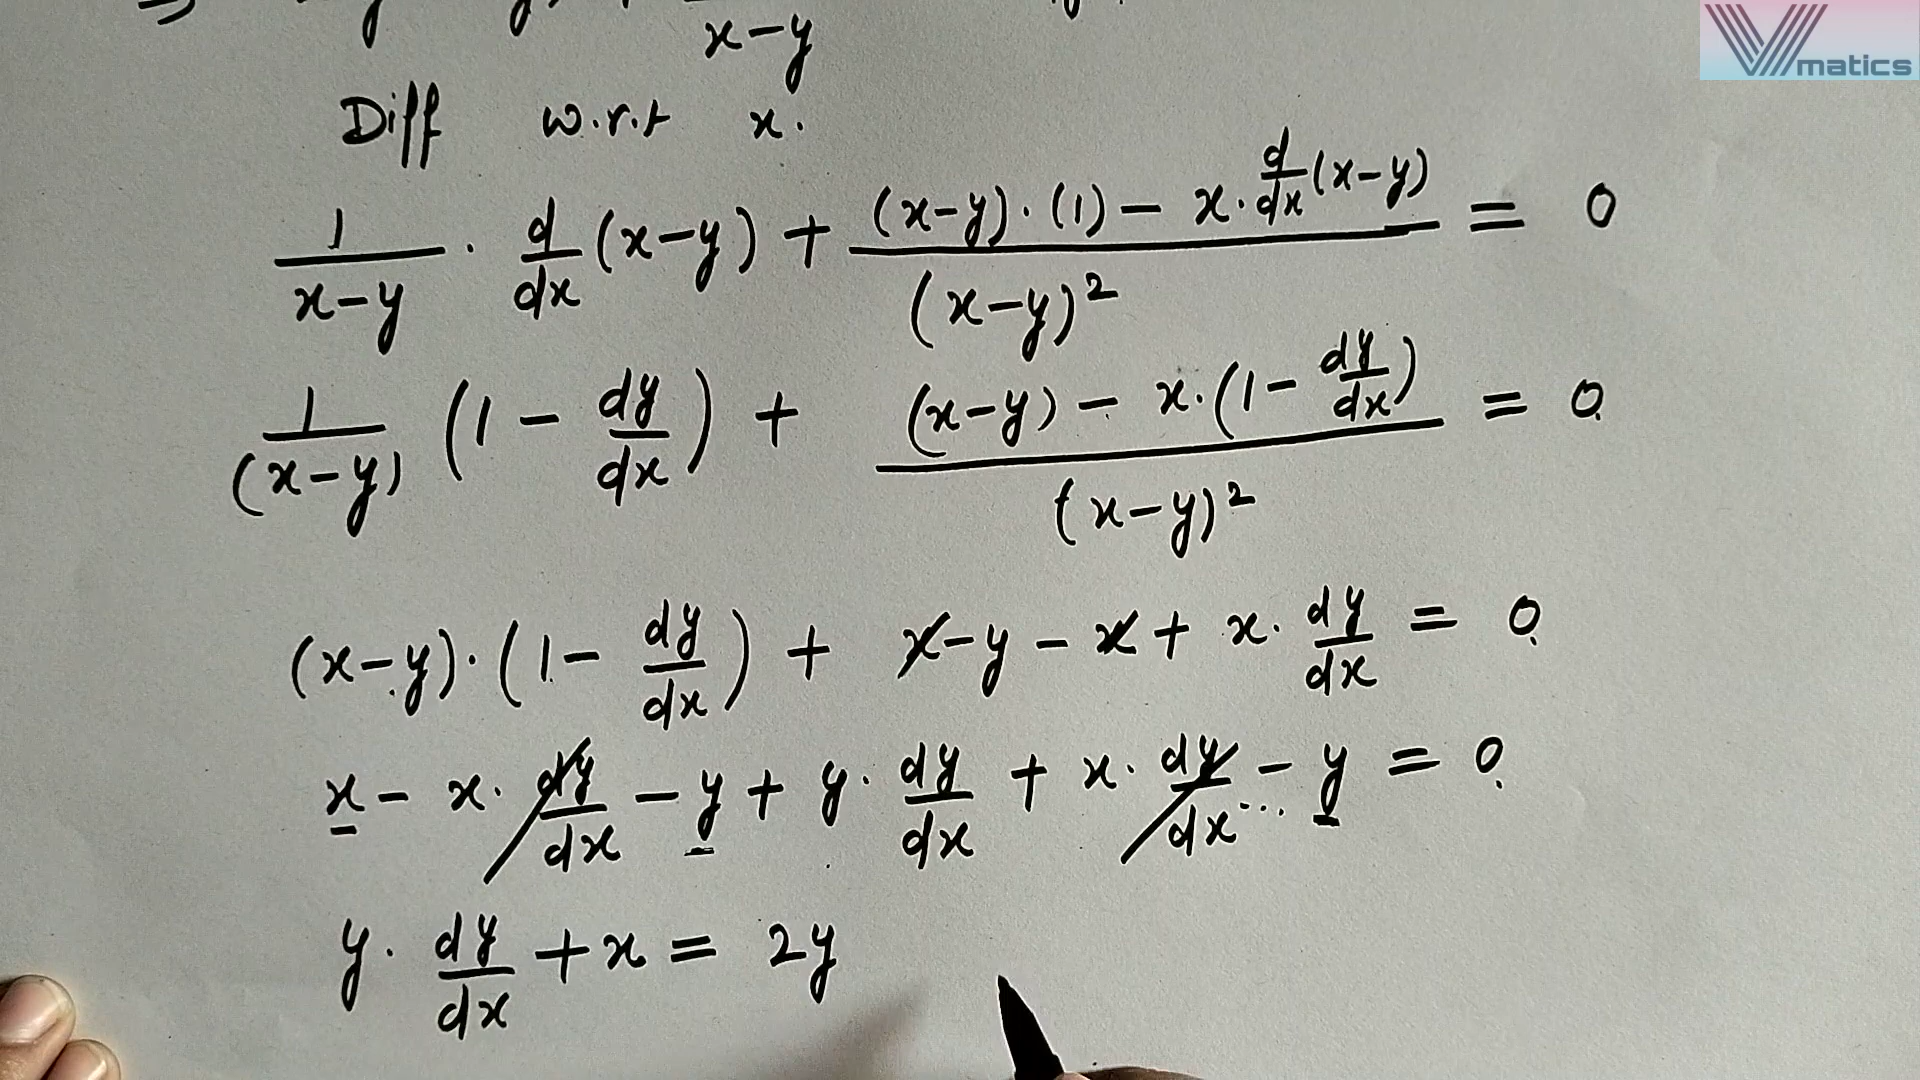 x-y
Vmatics
Diff w.r.t x.
1/(x-y) · d/dx (x-y) + ((x-y)·(1) - x· d/dx (x-y))/(x-y)² = 0
1/(x-y) (1 - dy/dx) + ((x-y) - x·(1 - dy/dx))/(x-y)² = 0
(x-y)·(1 - dy/dx) + x - y - x + x· dy/dx = 0
x - x· dy/dx - y + y· dy/dx + x· dy/dx - y = 0
y· dy/dx + x = 2y